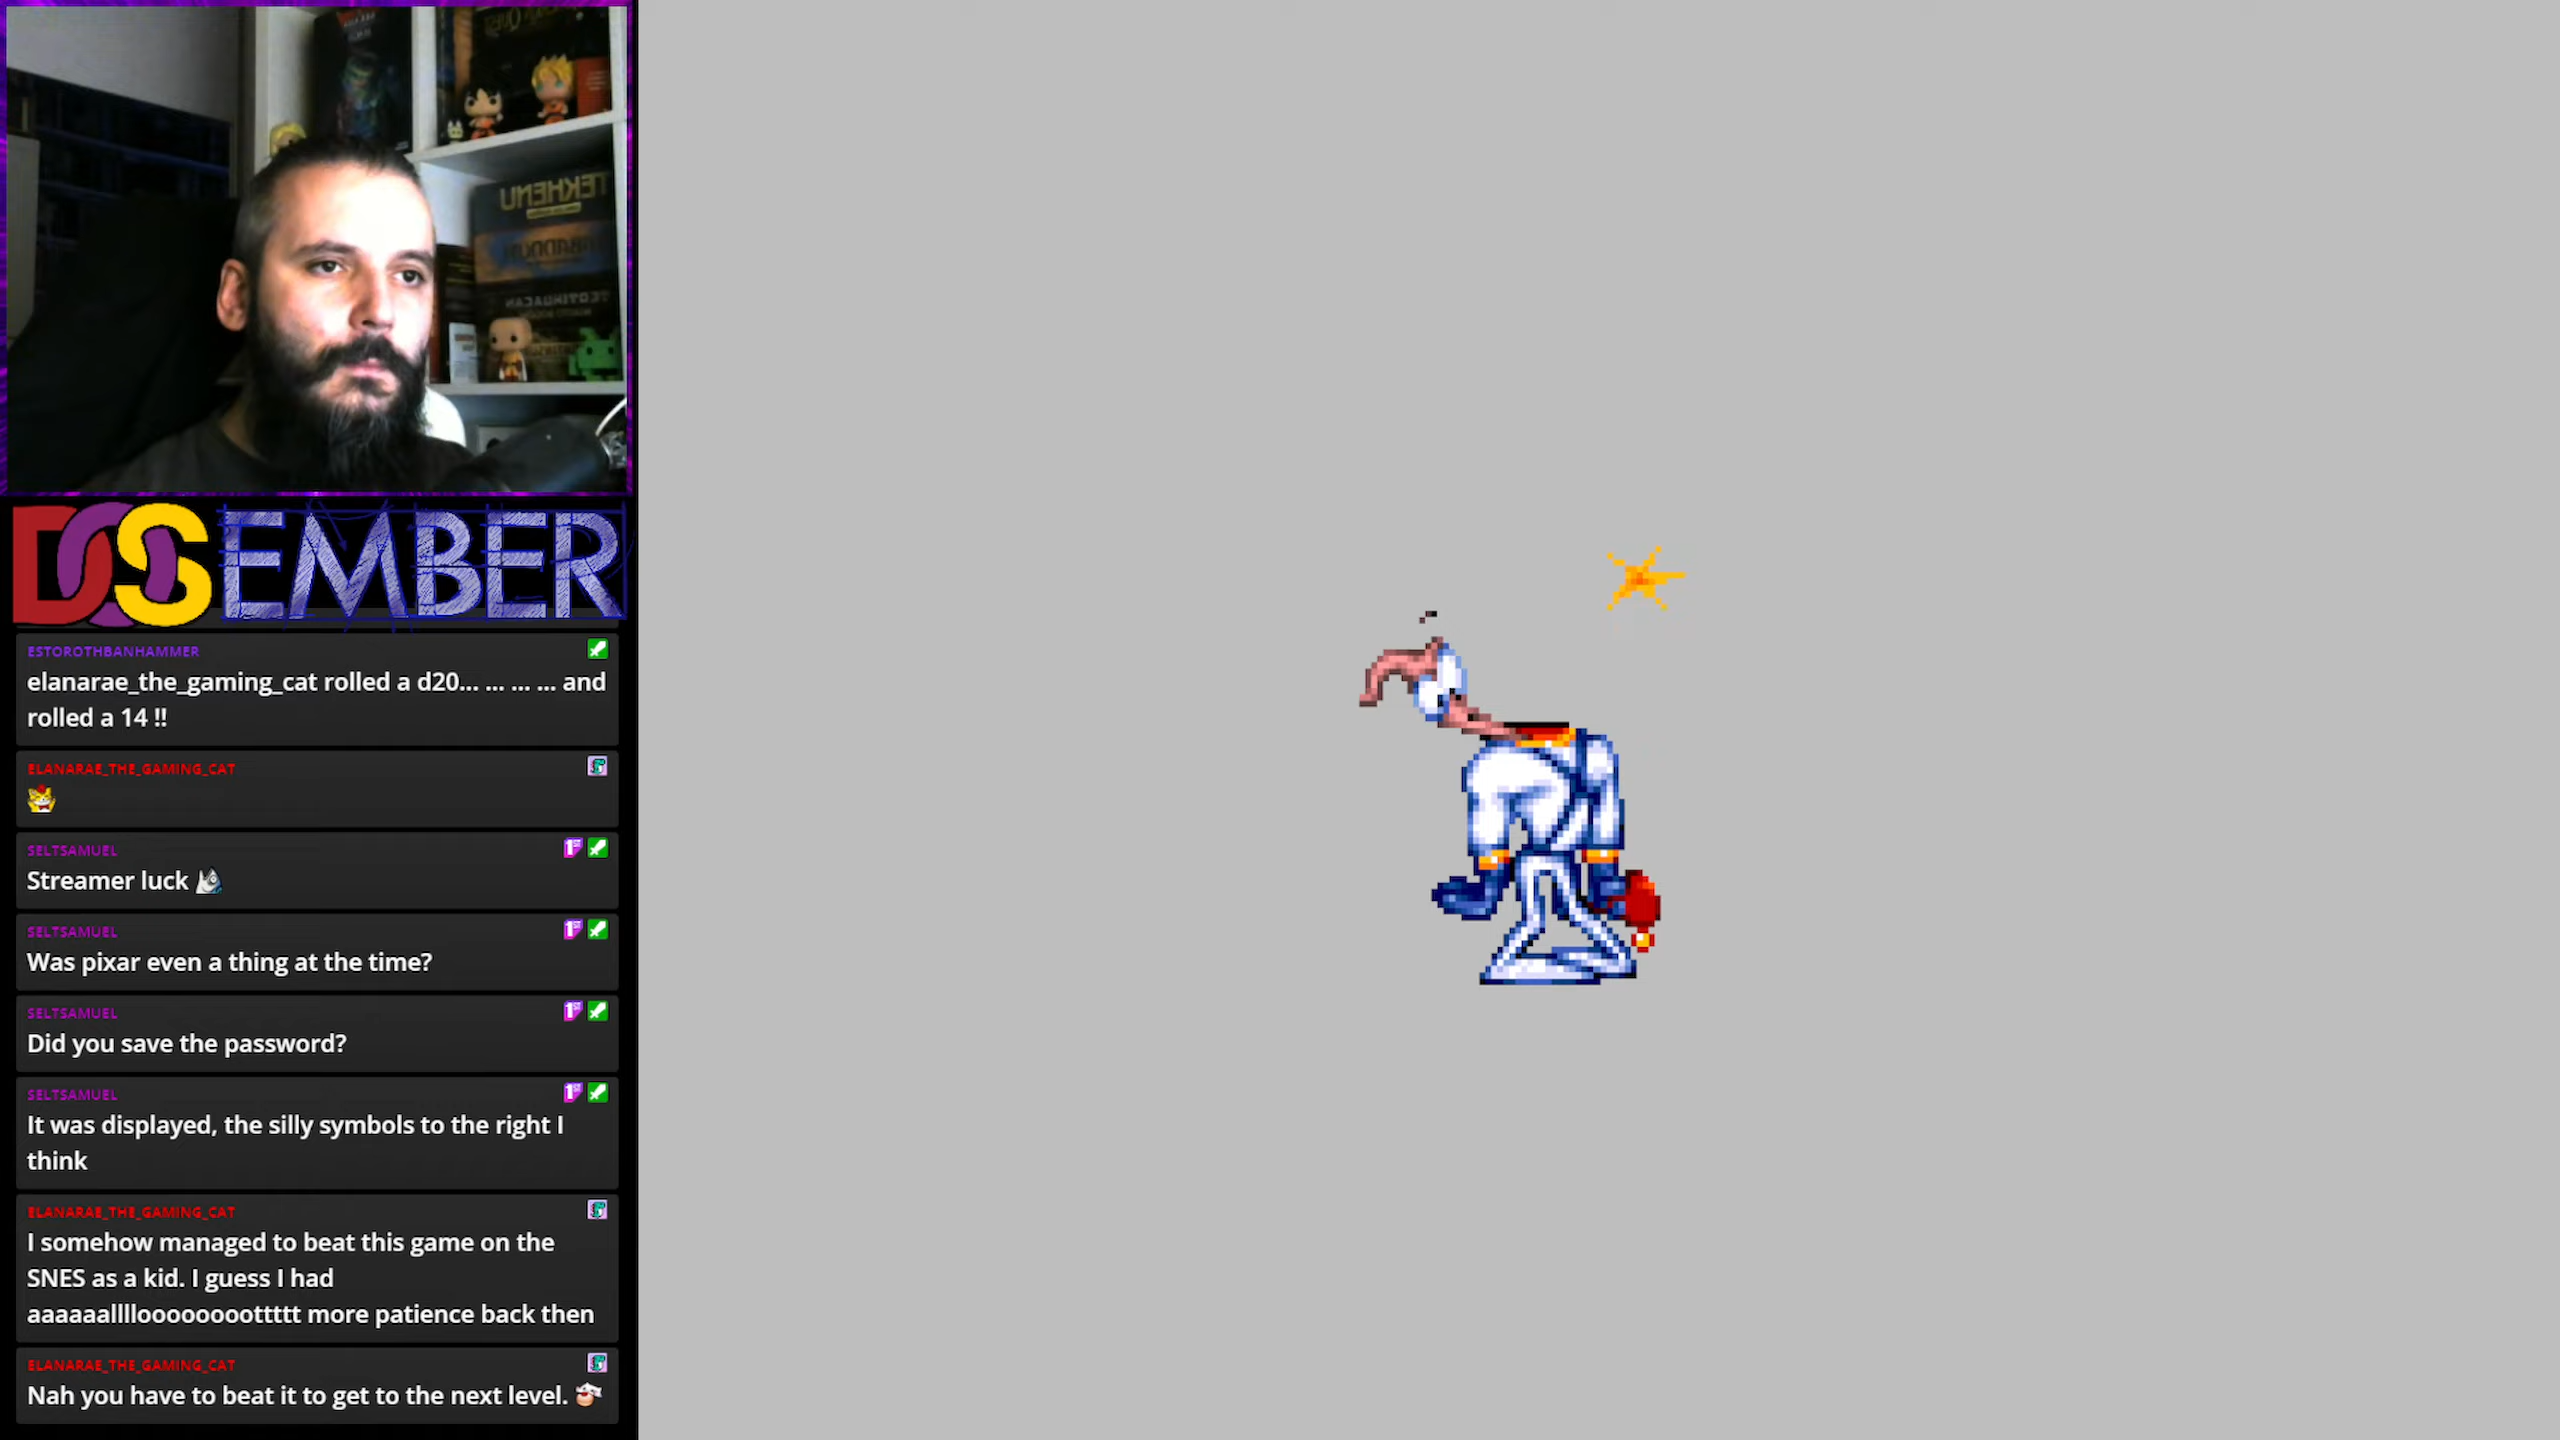 DOSEMBER
ESTOROTHBANHAMMER
elanarae_the_gaming_cat rolled a d20... ... ... ... and
rolled a 14 !!
ELANARAE_THE_GAMING_CAT
SELTSAMUEL
Streamer luck
SELTSAMUEL
Was pixar even a thing at the time?
SELTSAMUEL
Did you save the password?
SELTSAMUEL
It was displayed, the silly symbols to the right I
think
ELANARAE_THE_GAMING_CAT
I somehow managed to beat this game on the
SNES as a kid. I guess I had
aaaaaalllloooooooottttt more patience back then
ELANARAE_THE_GAMING_CAT
Nah you have to beat it to get to the next level.
TEKHENU
TEOTIHUACAN